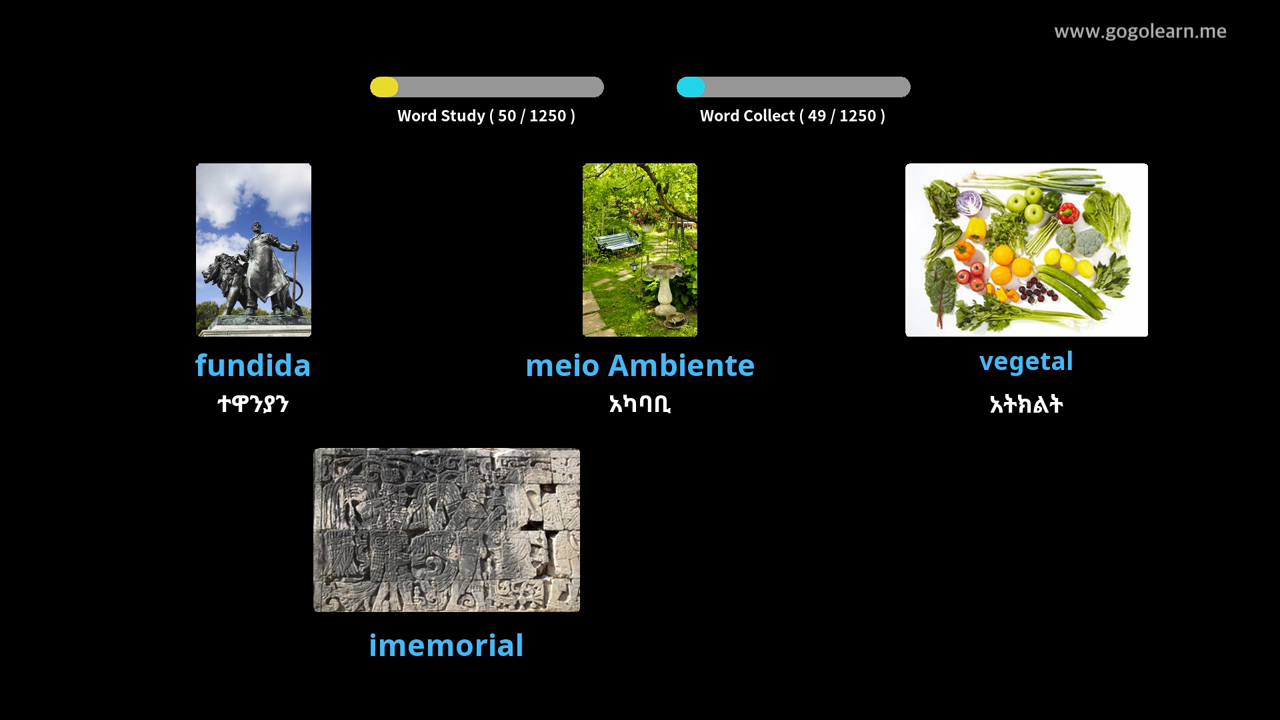 www.gogolearn.me
Word Study ( 50 / 1250 )
Word Collect ( 49 / 1250 )
fundida
ተዋንያን
meio Ambiente
አካባቢ
vegetal
አትክልት
imemorial